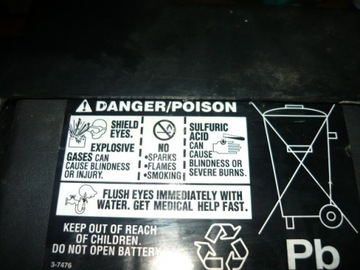 DANGER/POISON
SHIELD
EYES.
EXPLOSIVE
GASES CAN
CAUSE BLINDNESS
OR INJURY.
NO
•SPARKS
•FLAMES
•SMOKING
SULFURIC
ACID
CAN
CAUSE
BLINDNESS OR
SEVERE BURNS.
FLUSH EYES IMMEDIATELY WITH
WATER. GET MEDICAL HELP FAST.
KEEP OUT OF REACH
OF CHILDREN.
DO NOT OPEN BATTERY
3-7476
Pb